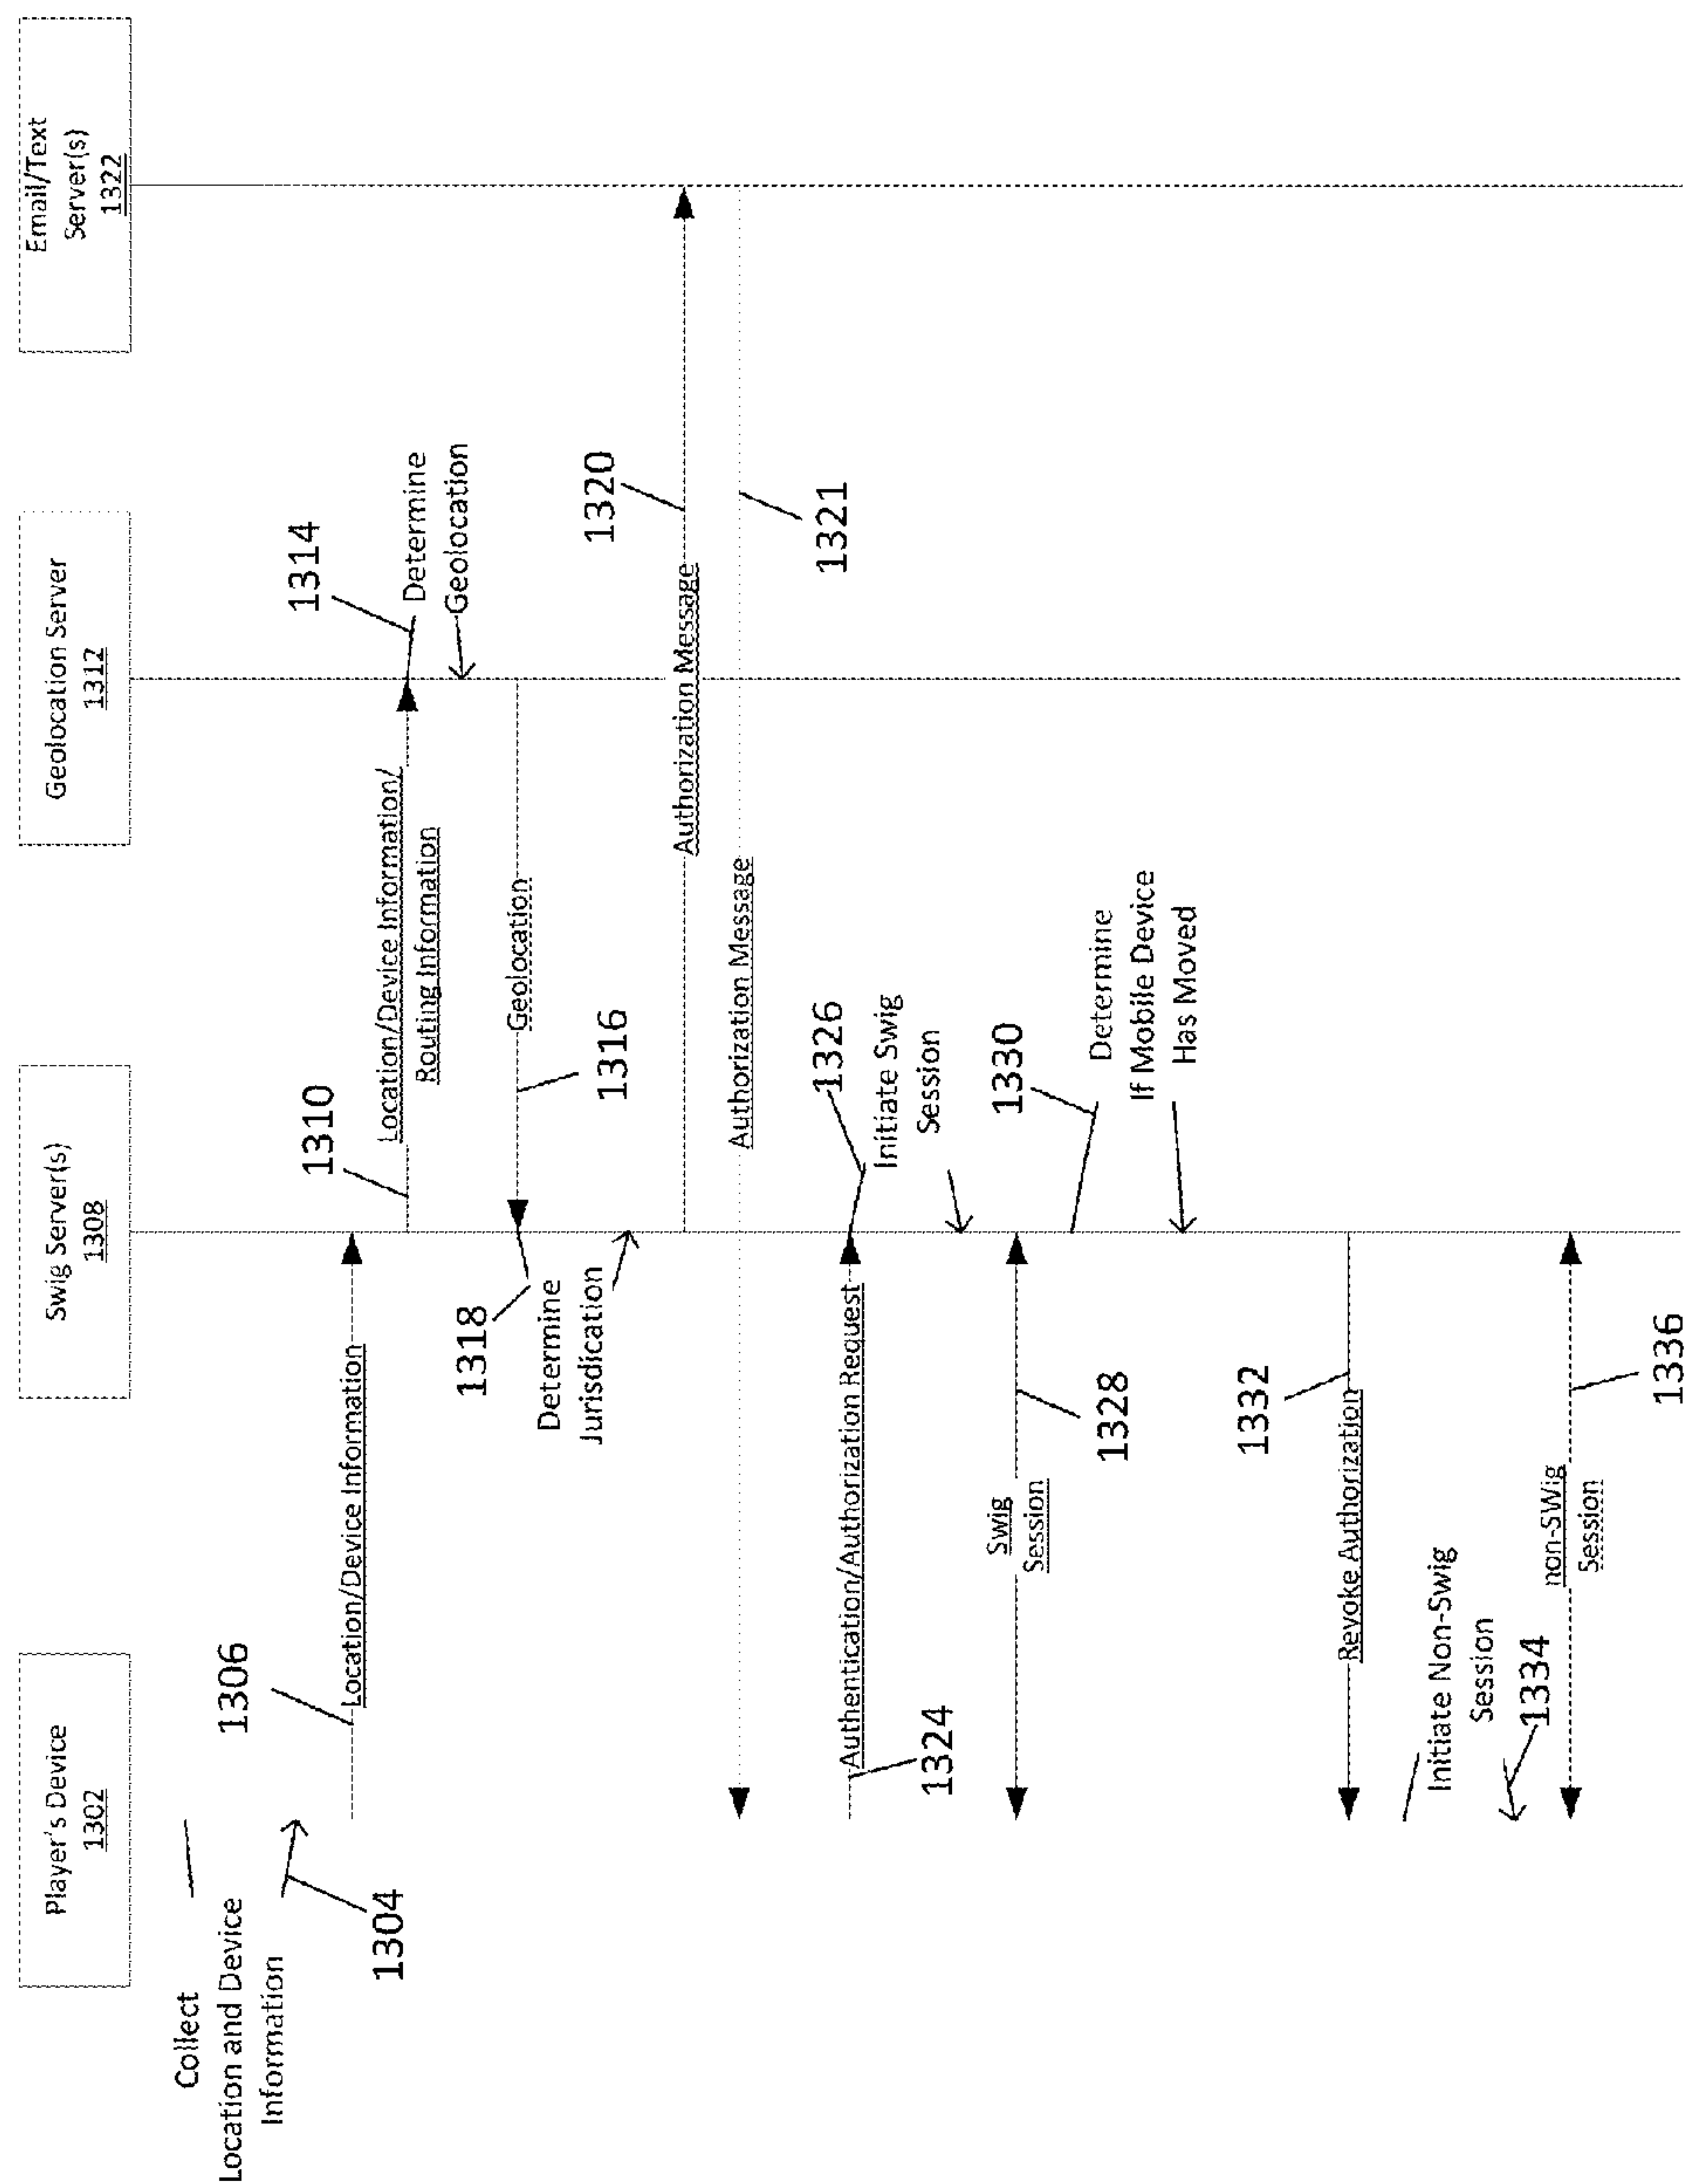 Player's Device
1302
Swig Server(s)
1308
Geolocation Server
1312
Email/Text
Server(s)
1322
Collect
Location and Device
Information
1304
1306
Location/Device Information
1310
Location/Device Information/
Routing Information
1314
Determine
Geolocation
Geolocation
1316
1318
Determine
Jurisdication
Authorization Message
1320
Authorization Message
1321
Authentication/Authorization Request
1324
1326
Initiate Swig
Session
Swig
Session
1328
1330
Determine
If Mobile Device
Has Moved
Revoke Authorization
1332
Initiate Non-Swig
Session
1334
non-SWig
Session
1336